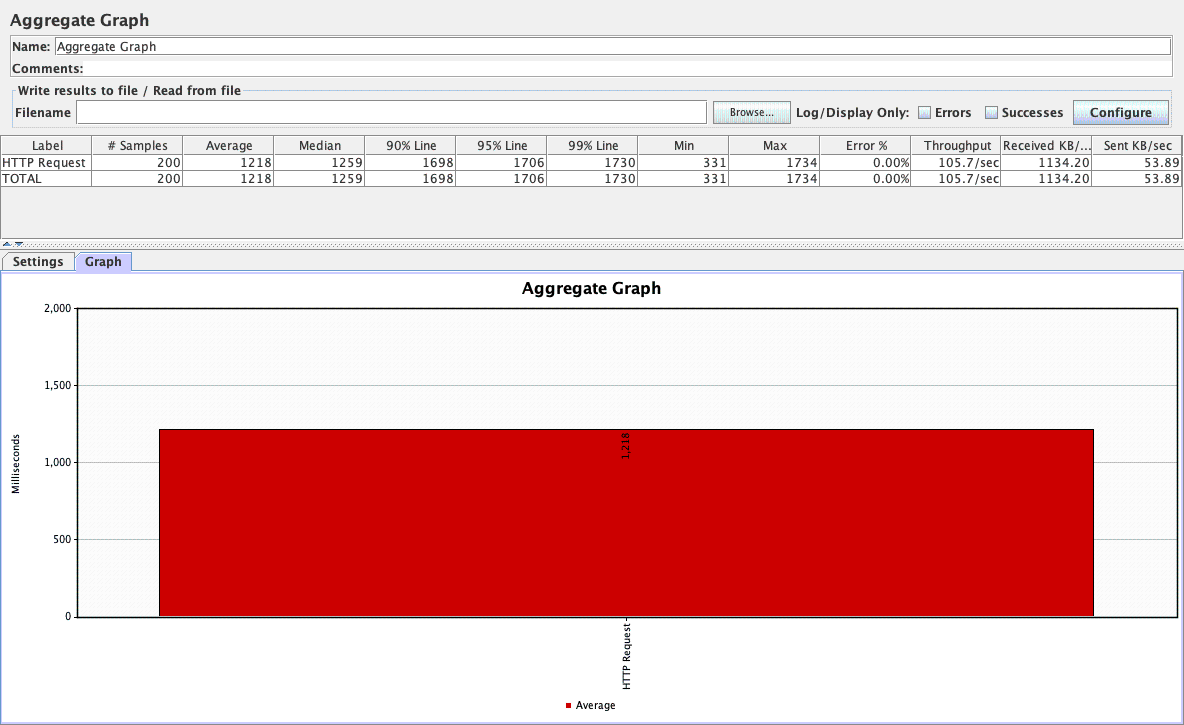 Aggregate Graph
Name: Aggregate Graph
Comments:
Write results to file / Read from file
Filename Browse... Log/Display Only: Errors Successes Configure
Label # Samples Average Median 90% Line 95% Line 99% Line Min Max Error % Throughput Received KB/... Sent KB/sec
HTTP Request 200 1218 1259 1698 1706 1730 331 1734 0.00% 105.7/sec 1134.20 53.89
TOTAL 200 1218 1259 1698 1706 1730 331 1734 0.00% 105.7/sec 1134.20 53.89
Settings Graph
Aggregate Graph
2,000
1,500
1,000
500
0
Milliseconds
1,218
HTTP Request
Average